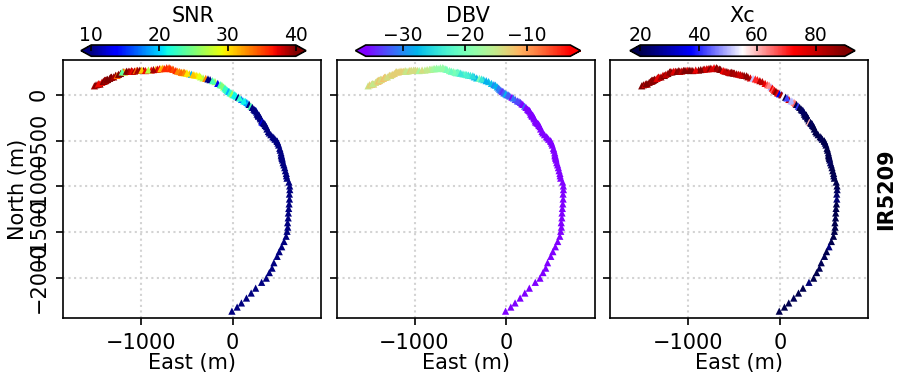 SNR DBV Xc
10 20 30 40 −30 −20 −10 20 40 60 80
North (m)
0
−500
−1000
−1500
−2000
IR5209
−1000 0 −1000 0 −1000 0
East (m) East (m) East (m)